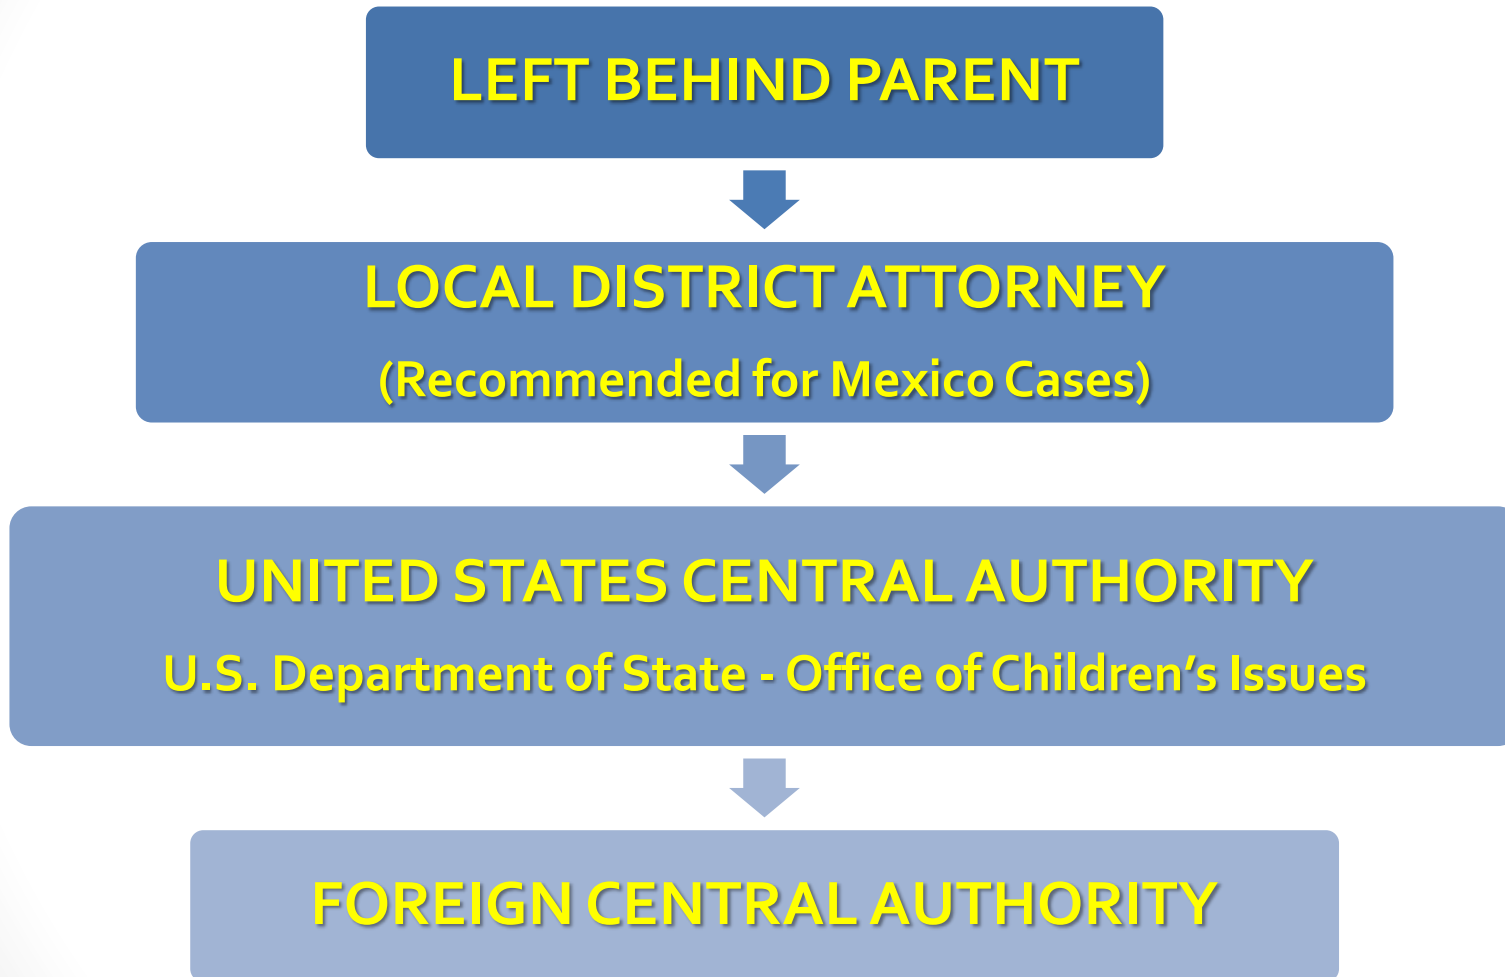 LEFT BEHIND PARENT
LOCAL DISTRICT ATTORNEY
(Recommended for Mexico Cases)
UNITED STATES CENTRAL AUTHORITY
U.S. Department of State - Office of Children’s Issues
FOREIGN CENTRAL AUTHORITY